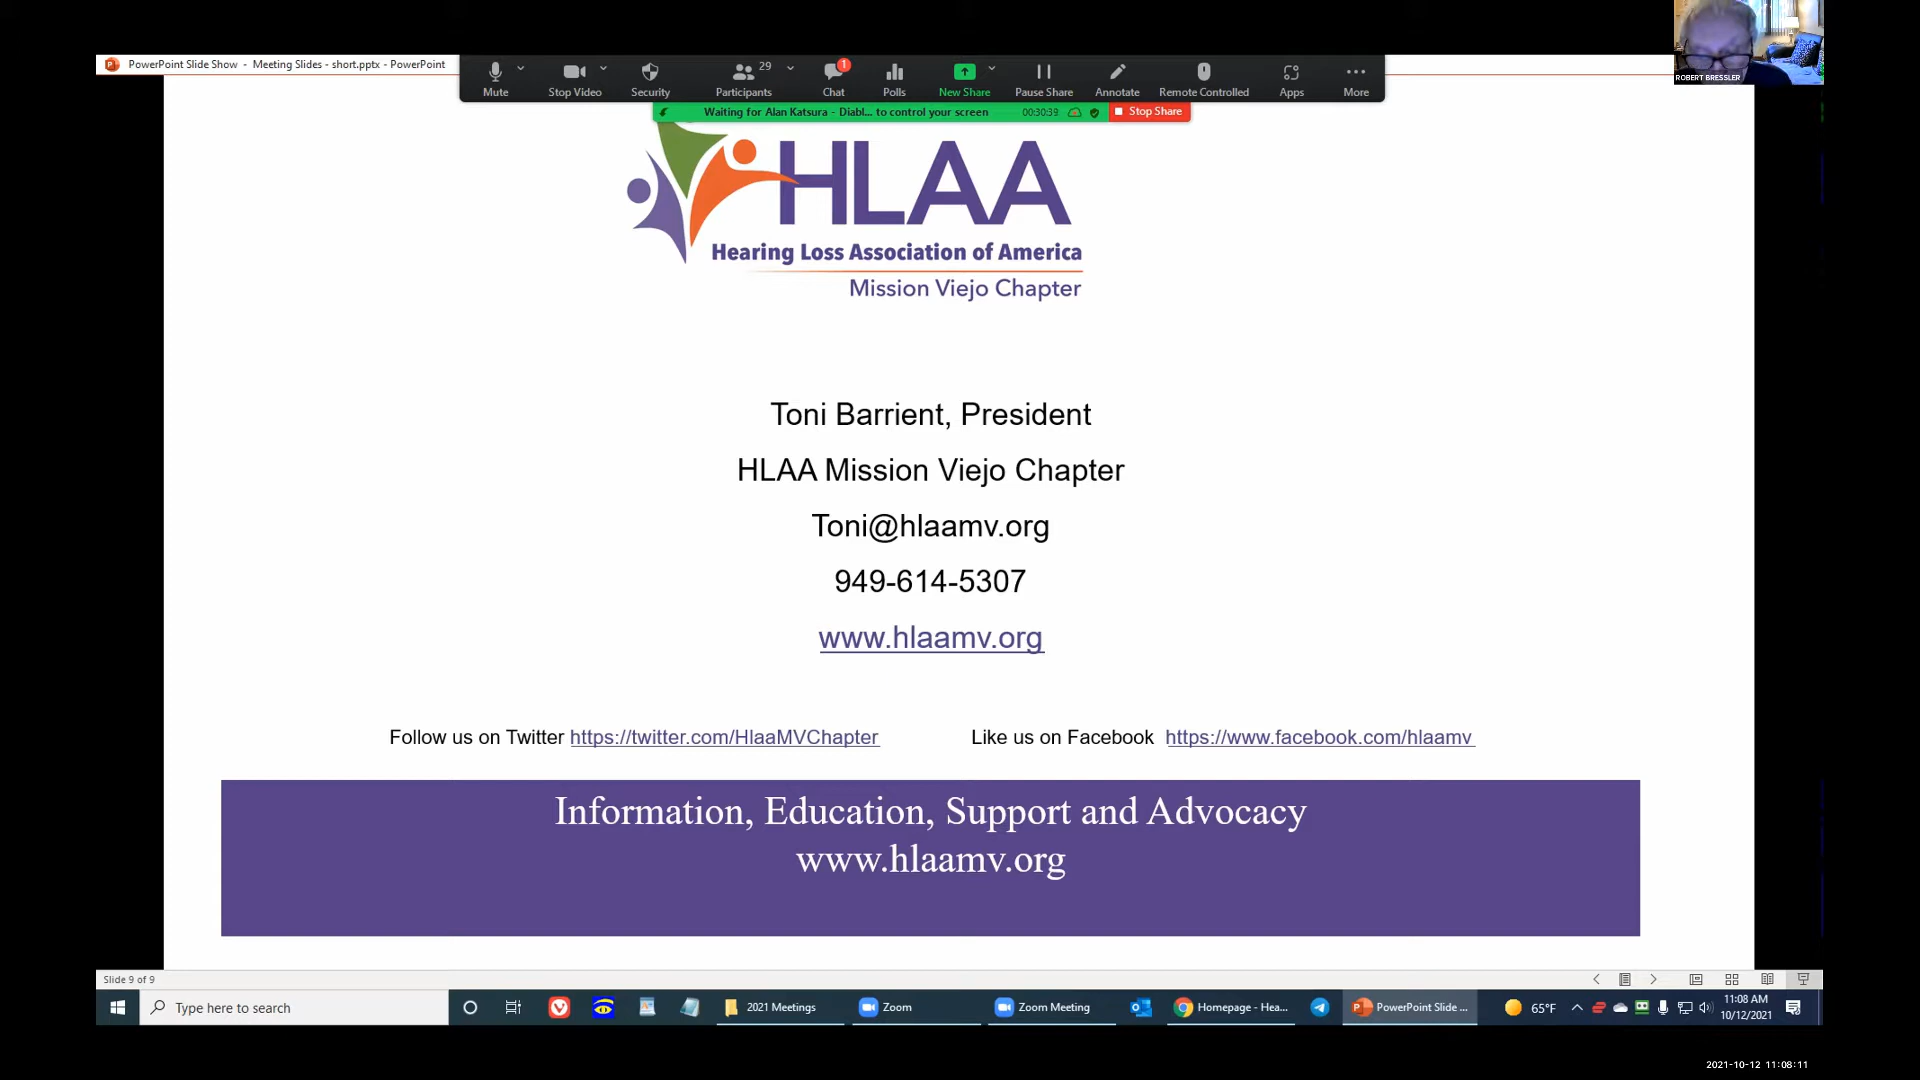 PowerPoint Slide Show - Meeting Slides - short.pptx - PowerPoint
29
1
Mute
Stop Video
Security
Participants
Chat
Polls
New Share
Pause Share
Annotate
Remote Controlled
Apps
More
ROBERT BRESSLER
Waiting for Alan Katsura - Diabl... to control your screen
00:30:39
Stop Share
HLAA
Hearing Loss Association of America
Mission Viejo Chapter
Toni Barrient, President
HLAA Mission Viejo Chapter
Toni@hlaamv.org
949-614-5307
www.hlaamv.org
Follow us on Twitter https://twitter.com/HlaaMVChapter
Like us on Facebook https://www.facebook.com/hlaamv
Information, Education, Support and Advocacy
www.hlaamv.org
Slide 9 of 9
Type here to search
2021 Meetings
Zoom
Zoom Meeting
Homepage - Hea...
PowerPoint Slide ...
65°F
11:08 AM
10/12/2021
2021-10-12 11:08:11